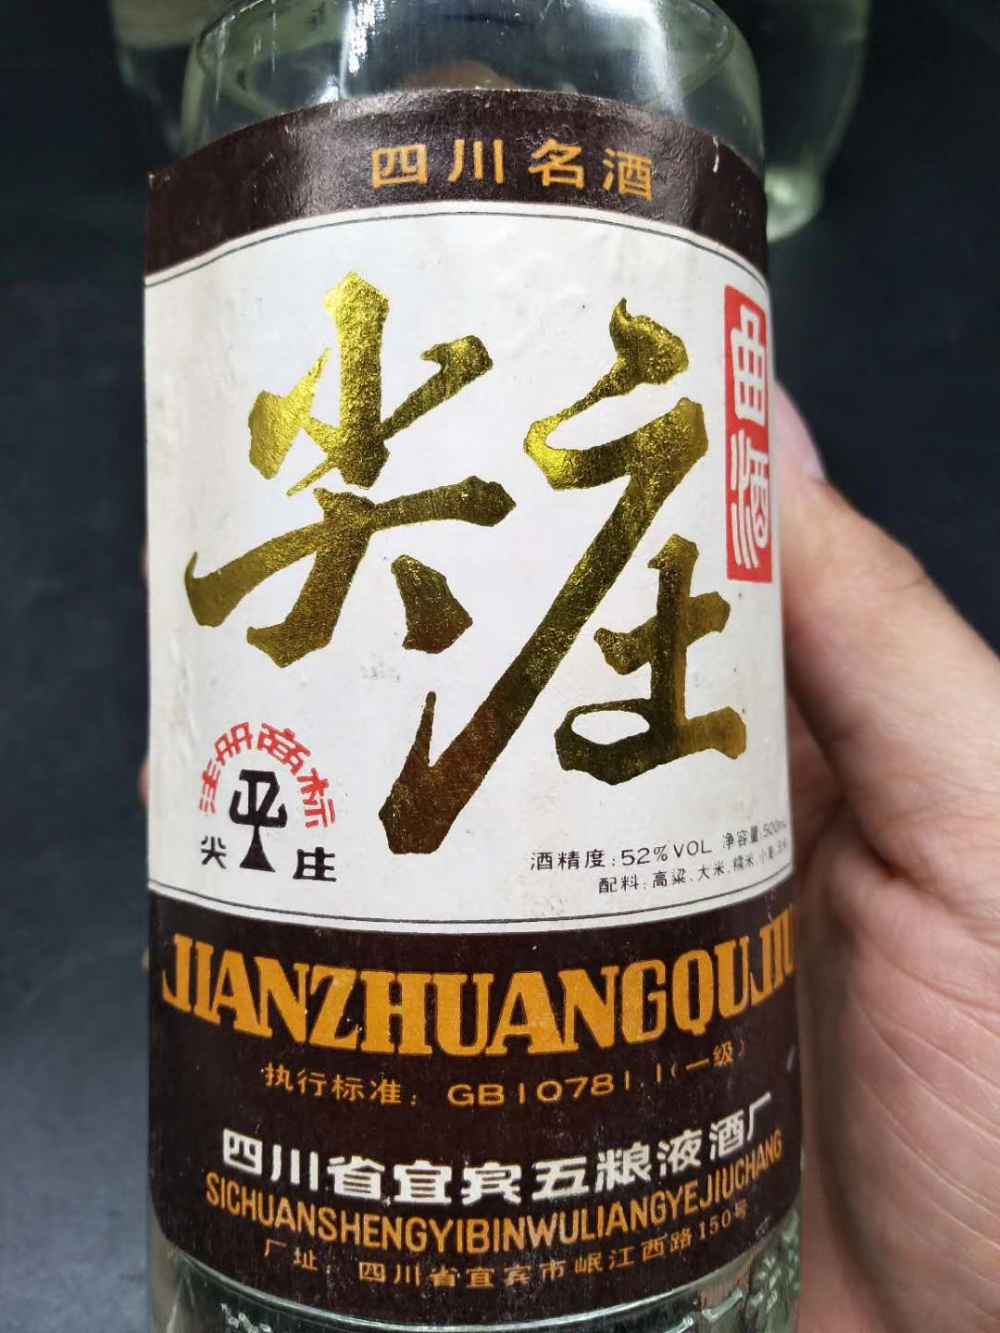 四川名酒
尖庄
曲酒
注册商标
尖 庄
酒精度:52%VOL 净容量.500mL
配料:高粱.大米.糯米.小麦.玉米
JIANZHUANGQUJIU
执行标准: GB10781.1(一级)
四川省宜宾五粮液酒厂
SICHUANSHENGYIBINWULIANGYEJIUCHANG
厂址: 四川省宜宾市岷江西路150号